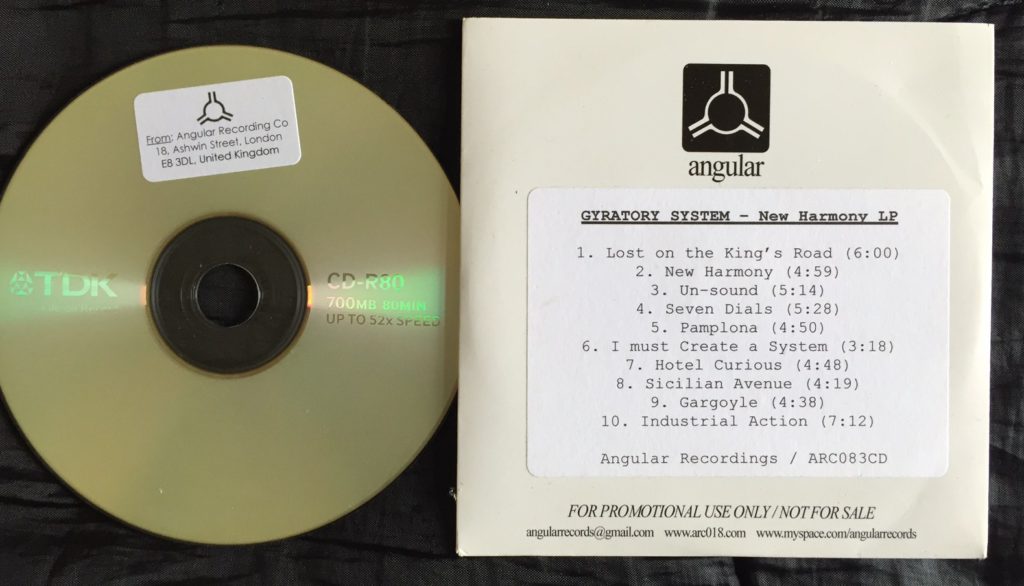 From: Angular Recording Co
18, Ashwin Street, London
E8 3DL, United Kingdom
TDK
CD-R80
700MB 80MIN
UP TO 52x SPEED
angular
GYRATORY SYSTEM – New Harmony LP
1. Lost on the King's Road (6:00)
2. New Harmony (4:59)
3. Un-sound (5:14)
4. Seven Dials (5:28)
5. Pamplona (4:50)
6. I must Create a System (3:18)
7. Hotel Curious (4:48)
8. Sicilian Avenue (4:19)
9. Gargoyle (4:38)
10. Industrial Action (7:12)
Angular Recordings / ARC083CD
FOR PROMOTIONAL USE ONLY / NOT FOR SALE
angularrecords@gmail.com www.arc018.com www.myspace.com/angularrecords